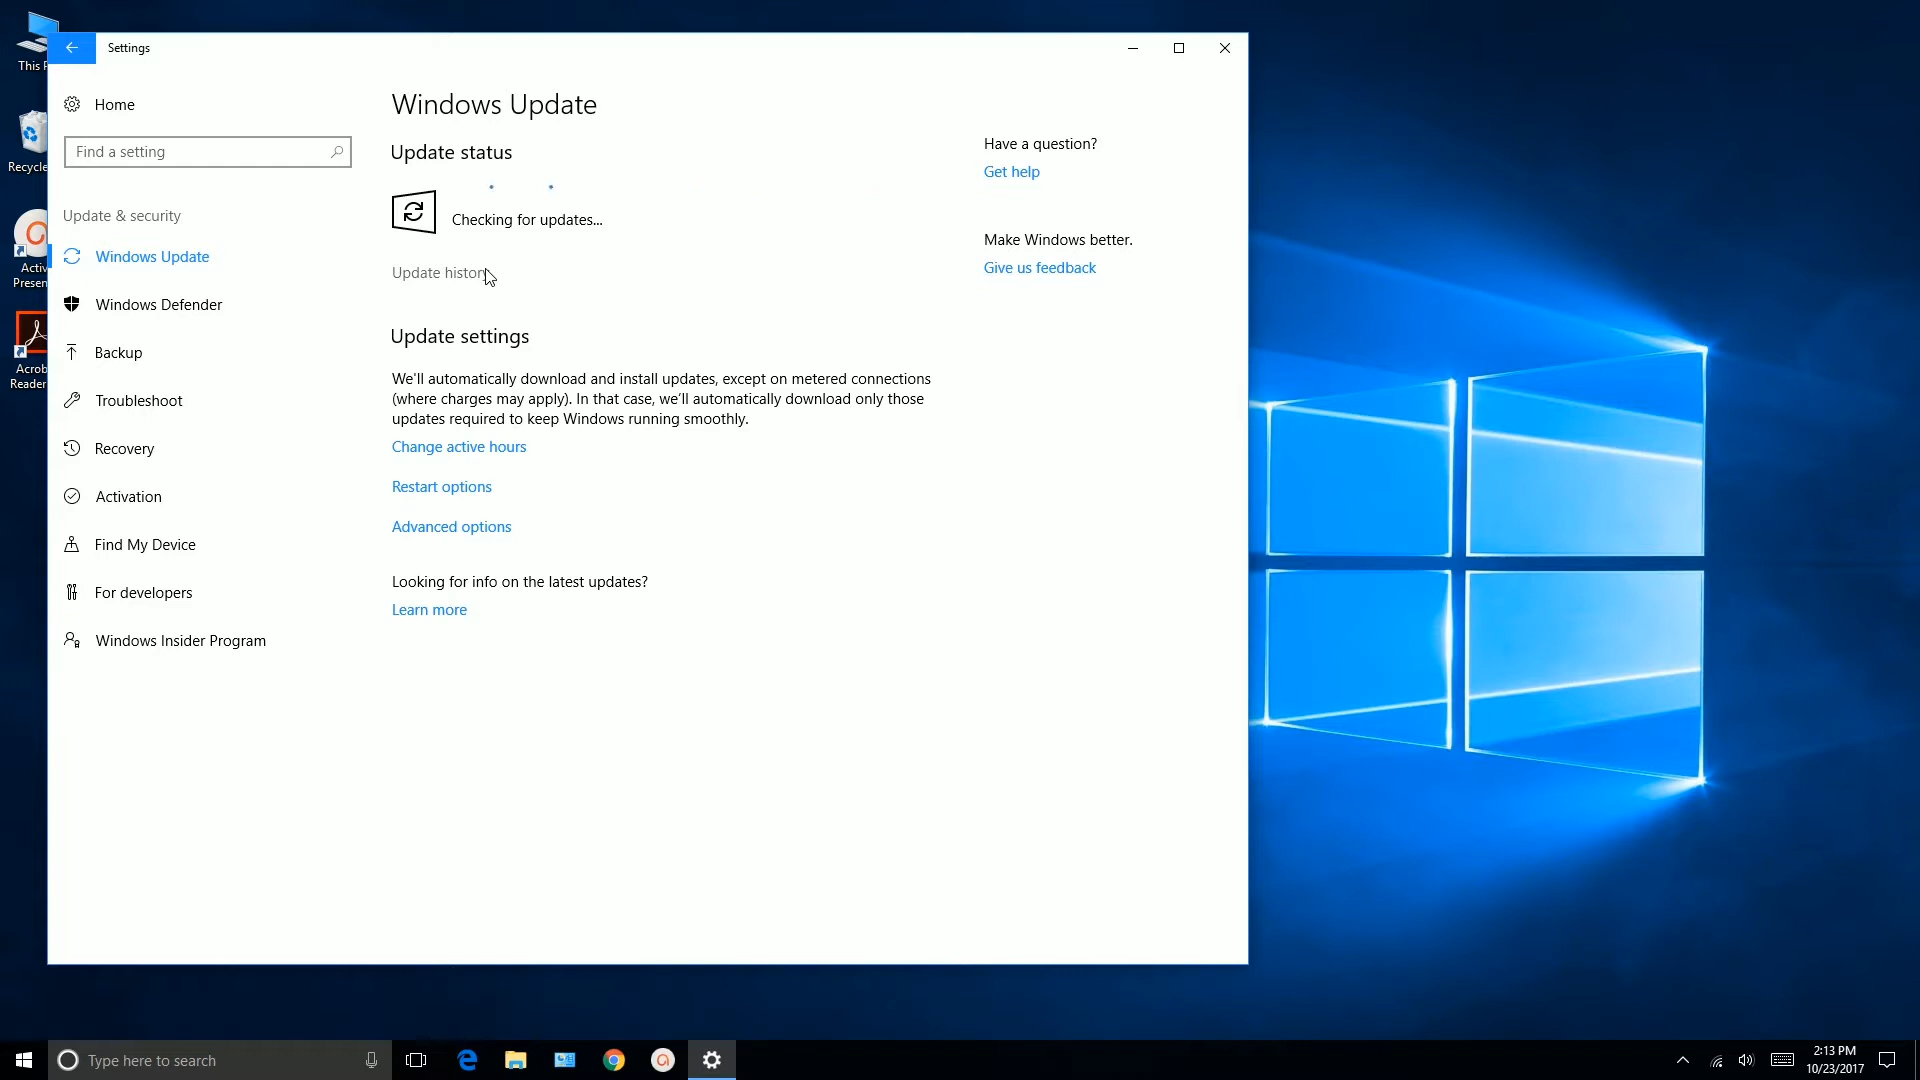 Settings
Home
Find a setting
Update & security
Windows Update
Windows Defender
Backup
Troubleshoot
Recovery
Activation
Find My Device
For developers
Windows Insider Program
Windows Update
Update status
Checking for updates...
Update history
Update settings
We'll automatically download and install updates, except on metered connections
(where charges may apply). In that case, we'll automatically download only those
updates required to keep Windows running smoothly.
Change active hours
Restart options
Advanced options
Looking for info on the latest updates?
Learn more
Have a question?
Get help
Make Windows better.
Give us feedback
This
Recycle
Activ
Presen
Acrob
Reader
Type here to search
2:13 PM
10/23/2017